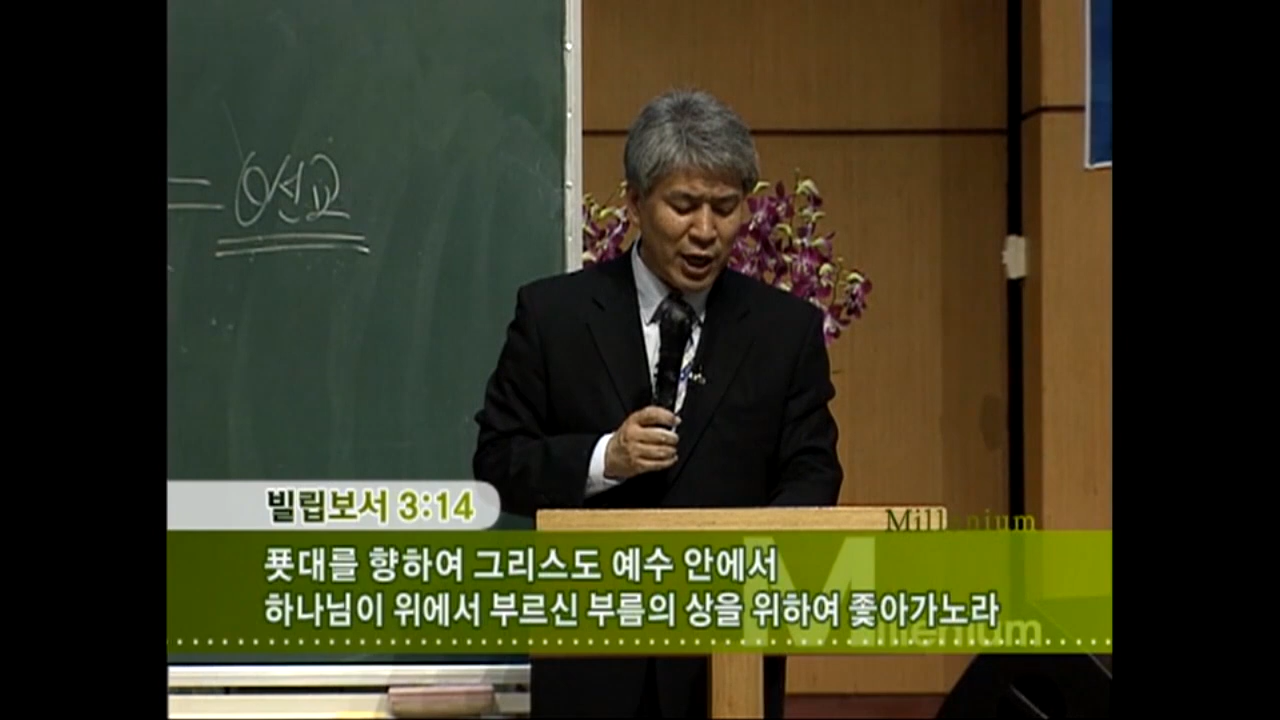 = 선교
빌립보서 3:14
푯대를 향하여 그리스도 예수 안에서
하나님이 위에서 부르신 부름의 상을 위하여 좇아가노라
Millenium
Millenium